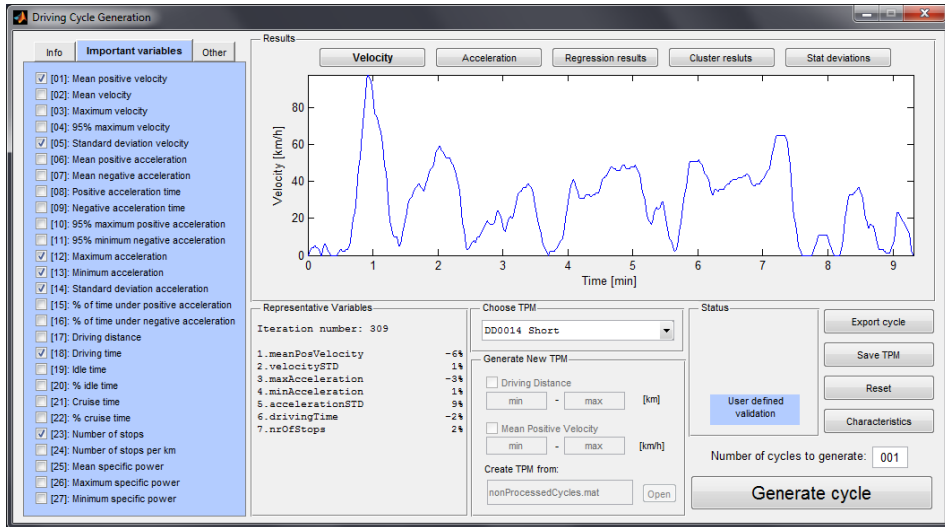 Driving Cycle Generation
Info Important variables Other
[01]: Mean positive velocity
[02]: Mean velocity
[03]: Maximum velocity
[04]: 95% maximum velocity
[05]: Standard deviation velocity
[06]: Mean positive acceleration
[07]: Mean negative acceleration
[08]: Positive acceleration time
[09]: Negative acceleration time
[10]: 95% maximum positive acceleration
[11]: 95% minimum negative acceleration
[12]: Maximum acceleration
[13]: Minimum acceleration
[14]: Standard deviation acceleration
[15]: % of time under positive acceleration
[16]: % of time under negative acceleration
[17]: Driving distance
[18]: Driving time
[19]: Idle time
[20]: % idle time
[21]: Cruise time
[22]: % cruise time
[23]: Number of stops
[24]: Number of stops per km
[25]: Mean specific power
[26]: Maximum specific power
[27]: Minimum specific power
Results
Velocity Acceleration Regression results Cluster resluts Stat deviations
Velocity [km/h]
80
60
40
20
0
0 1 2 3 4 5 6 7 8 9
Time [min]
Representative Variables
Iteration number: 309
1.meanPosVelocity -6%
2.velocitySTD 1%
3.maxAcceleration -3%
4.minAcceleration 1%
5.accelerationSTD 9%
6.drivingTime -2%
7.nrOfStops 2%
Choose TPM
DD0014 Short
Generate New TPM
Driving Distance
min - max [km]
Mean Positive Velocity
min - max [km/h]
Create TPM from:
nonProcessedCycles.mat Open
Status
User defined
validation
Export cycle
Save TPM
Reset
Characteristics
Number of cycles to generate: 001
Generate cycle